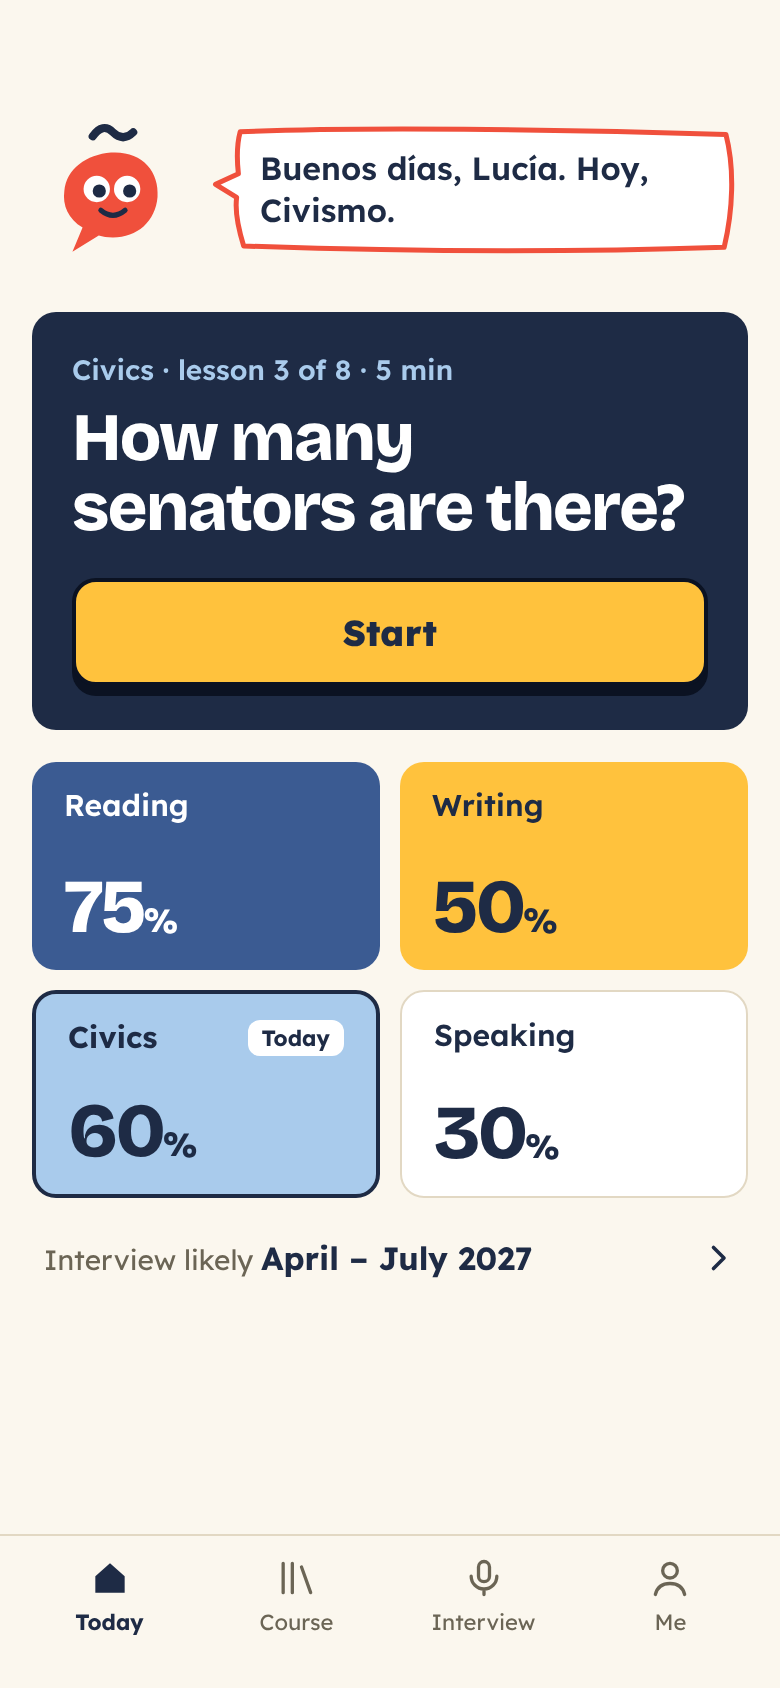 Buenos días, Lucía. Hoy,
Civismo.
Civics · lesson 3 of 8 · 5 min
How many
senators are there?
Start
Reading
75%
Writing
50%
Civics
Today
60%
Speaking
30%
Interview likely April – July 2027
Today
Course
Interview
Me